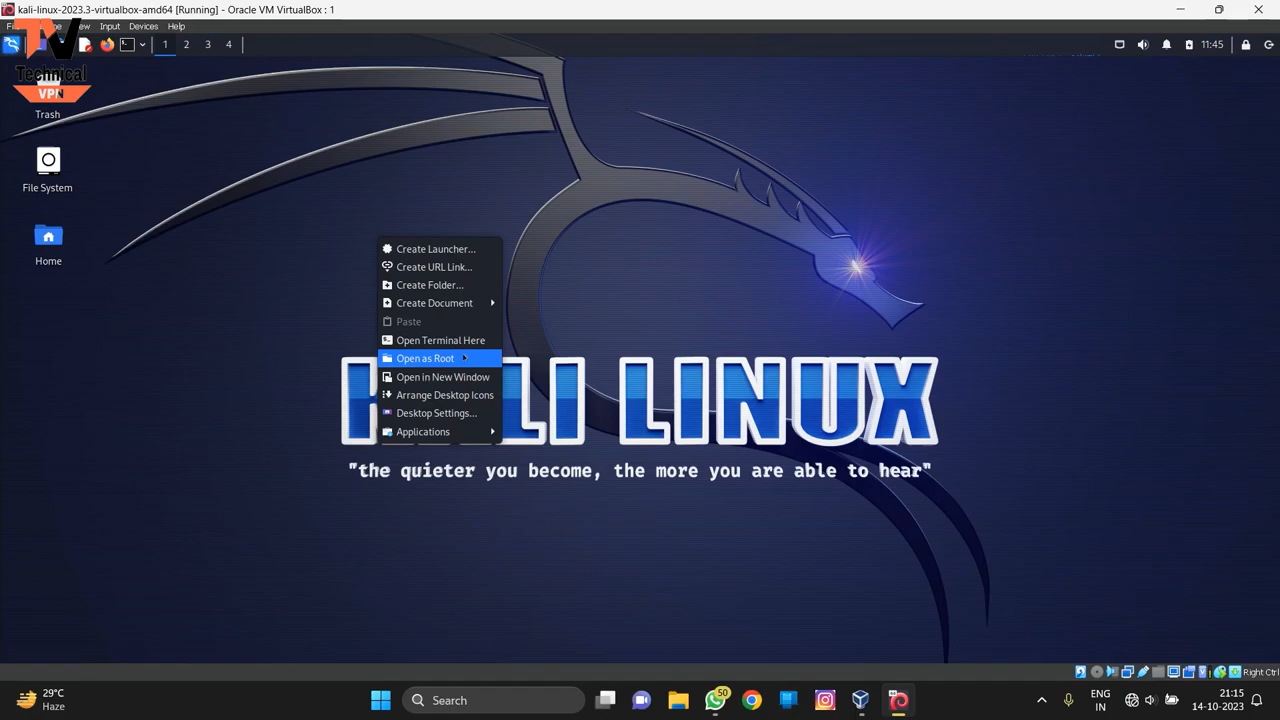 kali-linux-2023.3-virtualbox-amd64 [Running] - Oracle VM VirtualBox : 1
View Input Devices Help
1 2 3 4
11:45
TV
Technical
VPN
Trash
File System
Home
Create Launcher...
Create URL Link...
Create Folder...
Create Document
Paste
Open Terminal Here
Open as Root
Open in New Window
Arrange Desktop Icons
Desktop Settings...
Applications
KALI LINUX
"the quieter you become, the more you are able to hear"
Right Ctrl
29°C
Haze
Search
50
ENG
IN
21:15
14-10-2023